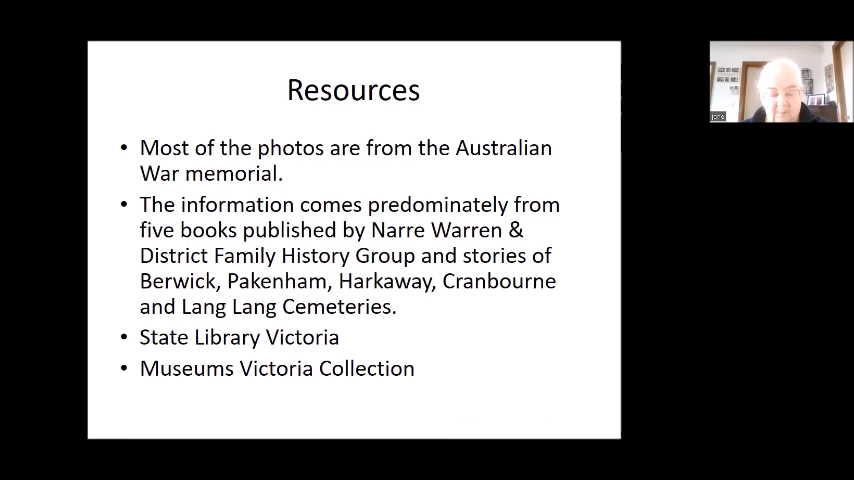 Resources
• Most of the photos are from the Australian
War memorial.
• The information comes predominately from
five books published by Narre Warren &
District Family History Group and stories of
Berwick, Pakenham, Harkaway, Cranbourne
and Lang Lang Cemeteries.
• State Library Victoria
• Museums Victoria Collection
jane